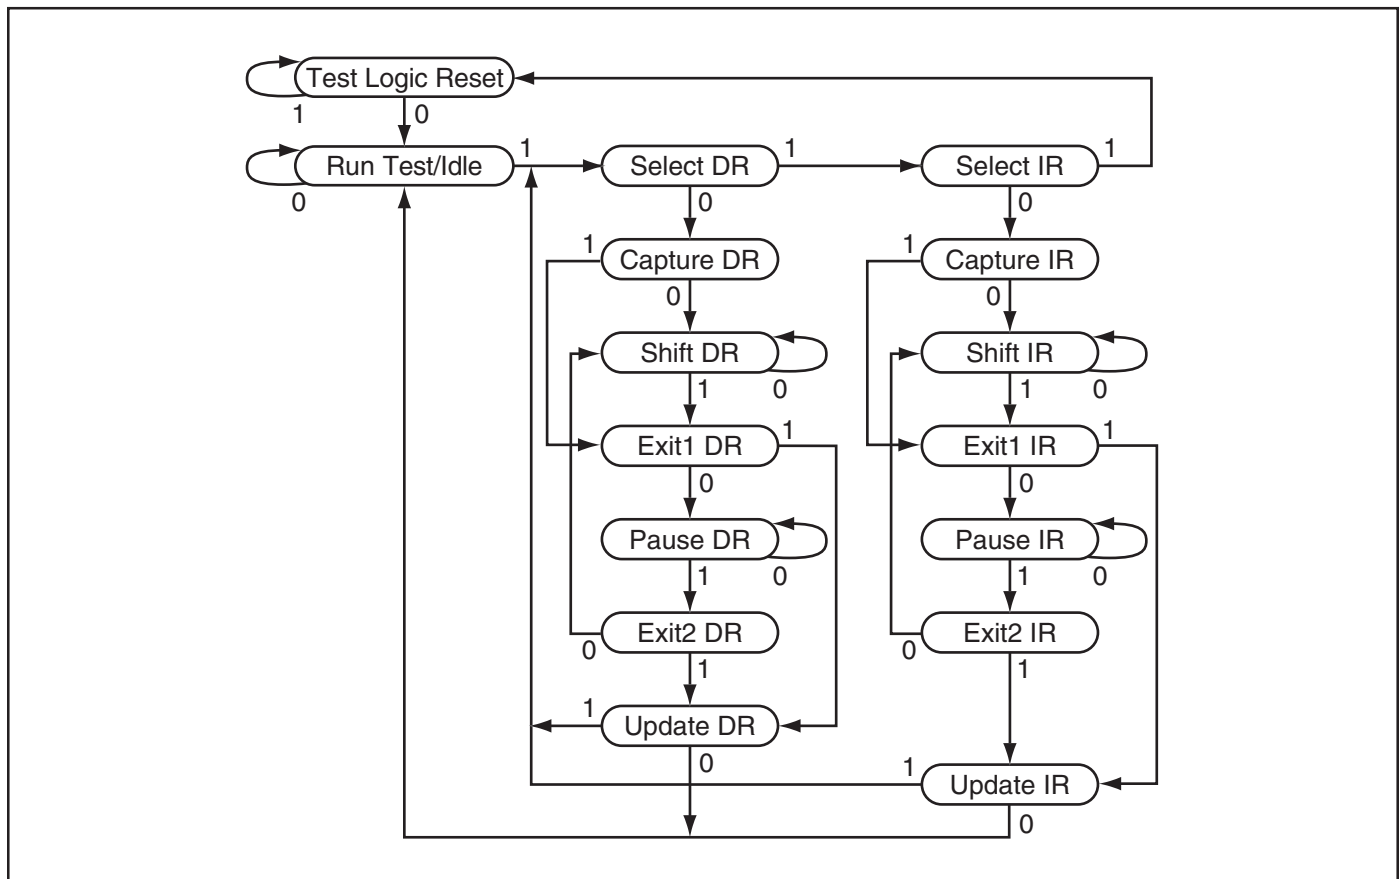 Test Logic Reset
1
0
Run Test/Idle
1
Select DR
1
Select IR
1
0
0
0
1
Capture DR
1
Capture IR
0
0
Shift DR
Shift IR
1
0
1
0
Exit1 DR
1
Exit1 IR
1
0
0
Pause DR
Pause IR
1
0
1
0
Exit2 DR
Exit2 IR
0
1
0
1
1
Update DR
0
1
Update IR
0